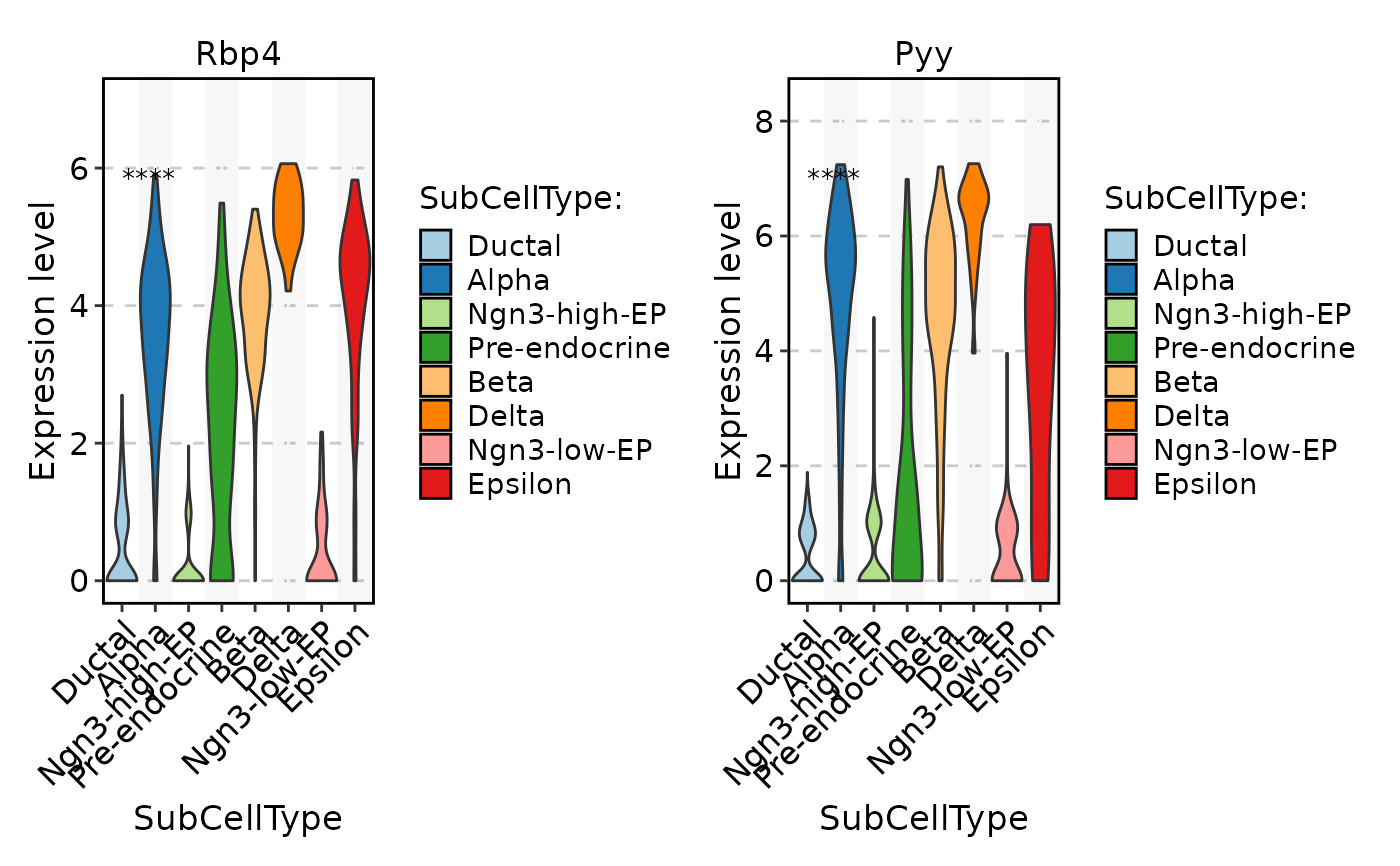 Rbp4
Expression level
6
4
2
0
****
Ductal
Alpha
Ngn3-high-EP
Pre-endocrine
Beta
Delta
Ngn3-low-EP
Epsilon
SubCellType
SubCellType:
Ductal
Alpha
Ngn3-high-EP
Pre-endocrine
Beta
Delta
Ngn3-low-EP
Epsilon
Pyy
Expression level
8
6
4
2
0
****
Ductal
Alpha
Ngn3-high-EP
Pre-endocrine
Beta
Delta
Ngn3-low-EP
Epsilon
SubCellType
SubCellType:
Ductal
Alpha
Ngn3-high-EP
Pre-endocrine
Beta
Delta
Ngn3-low-EP
Epsilon